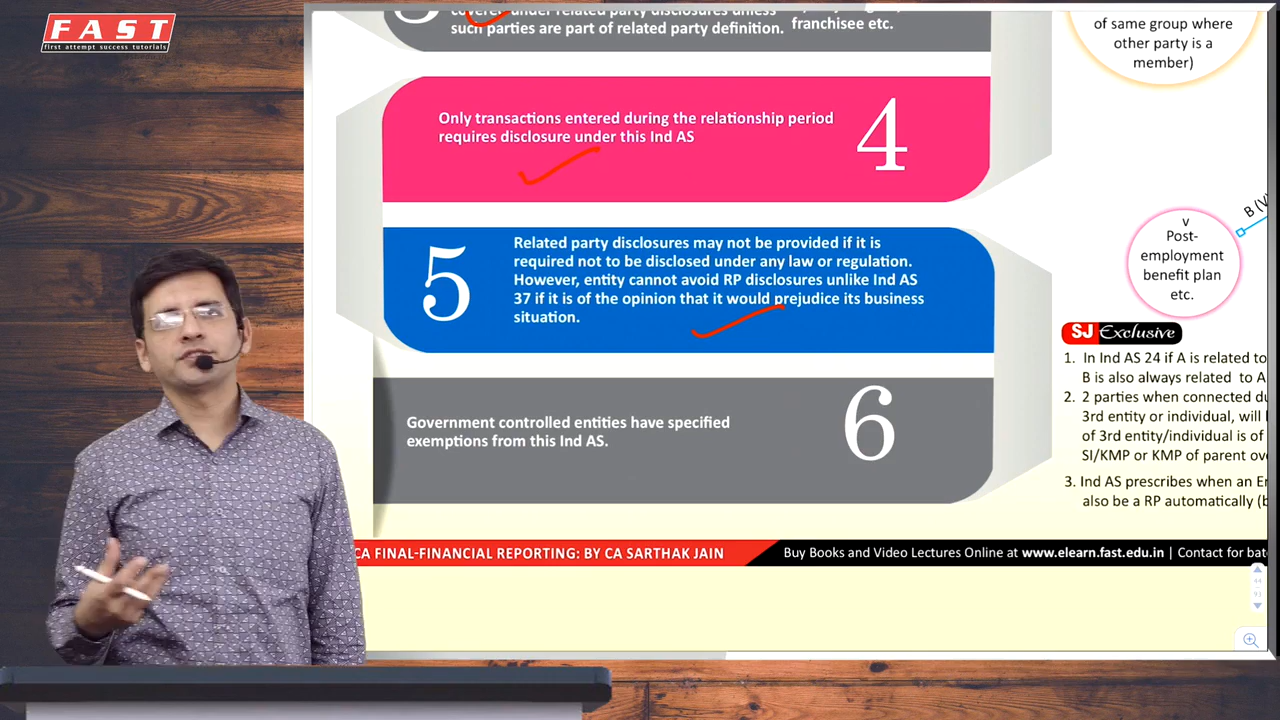 FAST
first attempt success tutorials
covered under related party disclosures unless
such parties are part of related party definition.
franchisee etc.
Only transactions entered during the relationship period
requires disclosure under this Ind AS
4
5
Related party disclosures may not be provided if it is
required not to be disclosed under any law or regulation.
However, entity cannot avoid RP disclosures unlike Ind AS
37 if it is of the opinion that it would prejudice its business
situation.
Government controlled entities have specified
exemptions from this Ind AS.
6
of same group where
other party is a
member)
B (V
v
Post-
employment
benefit plan
etc.
SJ Exclusive
1. In Ind AS 24 if A is related to
B is also always related to A
2. 2 parties when connected du
3rd entity or individual, will
of 3rd entity/individual is of
SI/KMP or KMP of parent ov
3. Ind AS prescribes when an En
also be a RP automatically (b
CA FINAL-FINANCIAL REPORTING: BY CA SARTHAK JAIN
Buy Books and Video Lectures Online at www.elearn.fast.edu.in | Contact for bat